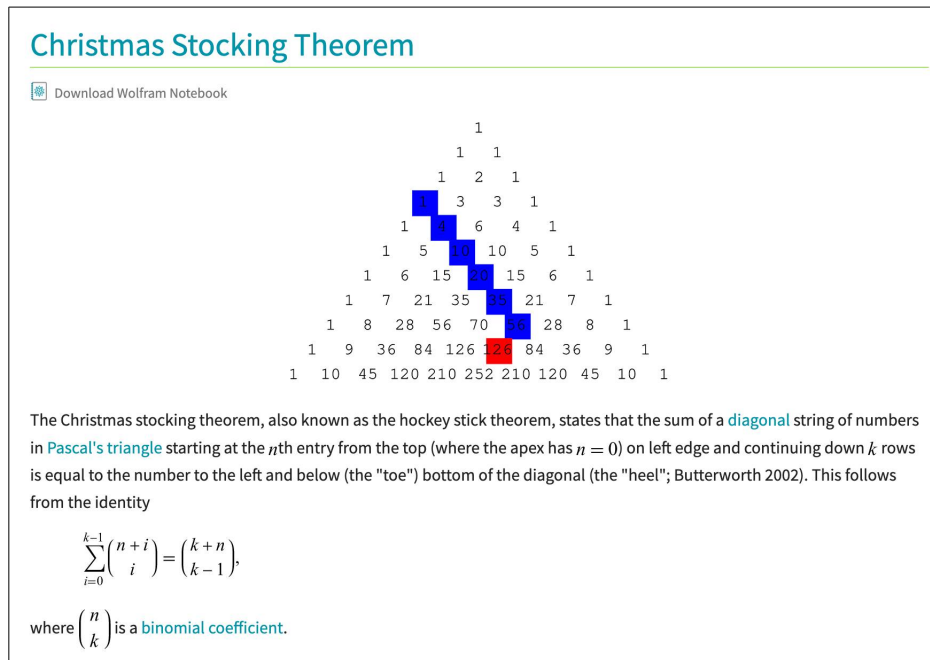 Christmas Stocking Theorem
Download Wolfram Notebook
1
1 1
1 2 1
1 3 3 1
1 4 6 4 1
1 5 10 10 5 1
1 6 15 20 15 6 1
1 7 21 35 35 21 7 1
1 8 28 56 70 56 28 8 1
1 9 36 84 126 126 84 36 9 1
1 10 45 120 210 252 210 120 45 10 1
The Christmas stocking theorem, also known as the hockey stick theorem, states that the sum of a diagonal string of numbers
in Pascal's triangle starting at the nth entry from the top (where the apex has n = 0) on left edge and continuing down k rows
is equal to the number to the left and below (the "toe") bottom of the diagonal (the "heel"; Butterworth 2002). This follows
from the identity
k−1
∑ (n + i
i) = (k + n
k − 1),
i=0
where (n
k) is a binomial coefficient.